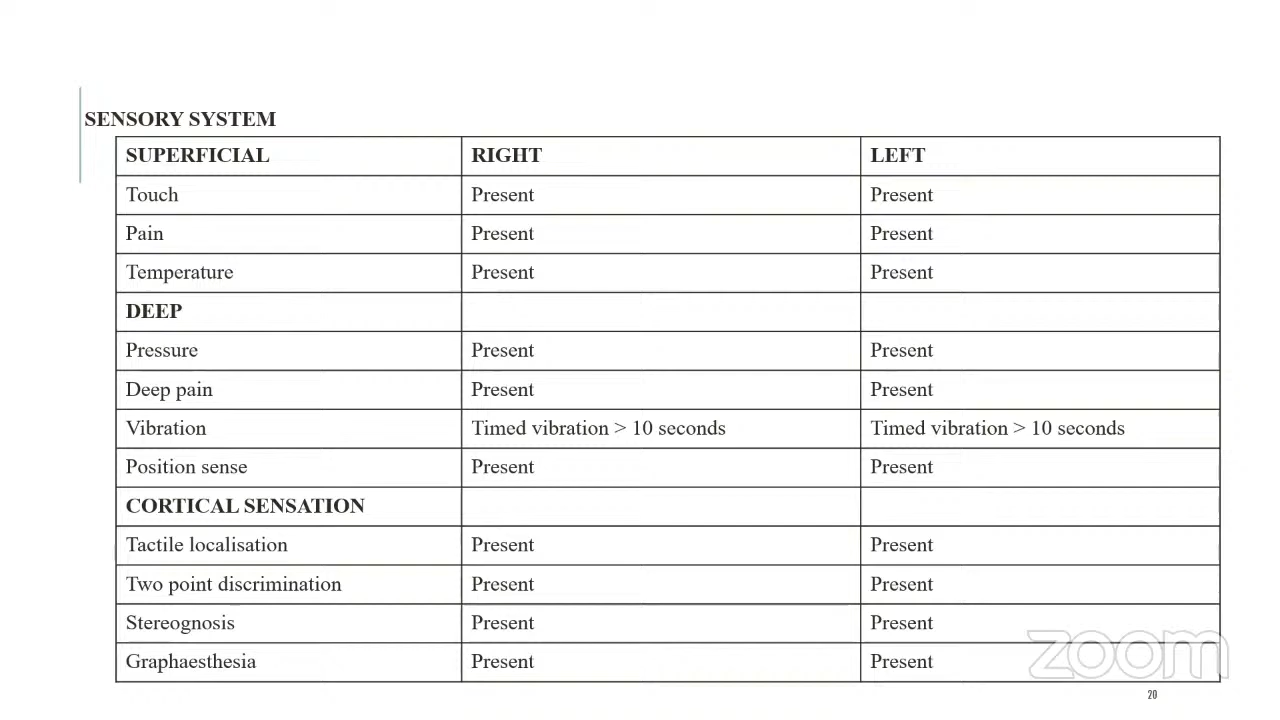 SENSORY SYSTEM
SUPERFICIAL RIGHT LEFT
Touch Present Present
Pain Present Present
Temperature Present Present
DEEP
Pressure Present Present
Deep pain Present Present
Vibration Timed vibration > 10 seconds Timed vibration > 10 seconds
Position sense Present Present
CORTICAL SENSATION
Tactile localisation Present Present
Two point discrimination Present Present
Stereognosis Present Present
Graphaesthesia Present Present
zoom
20